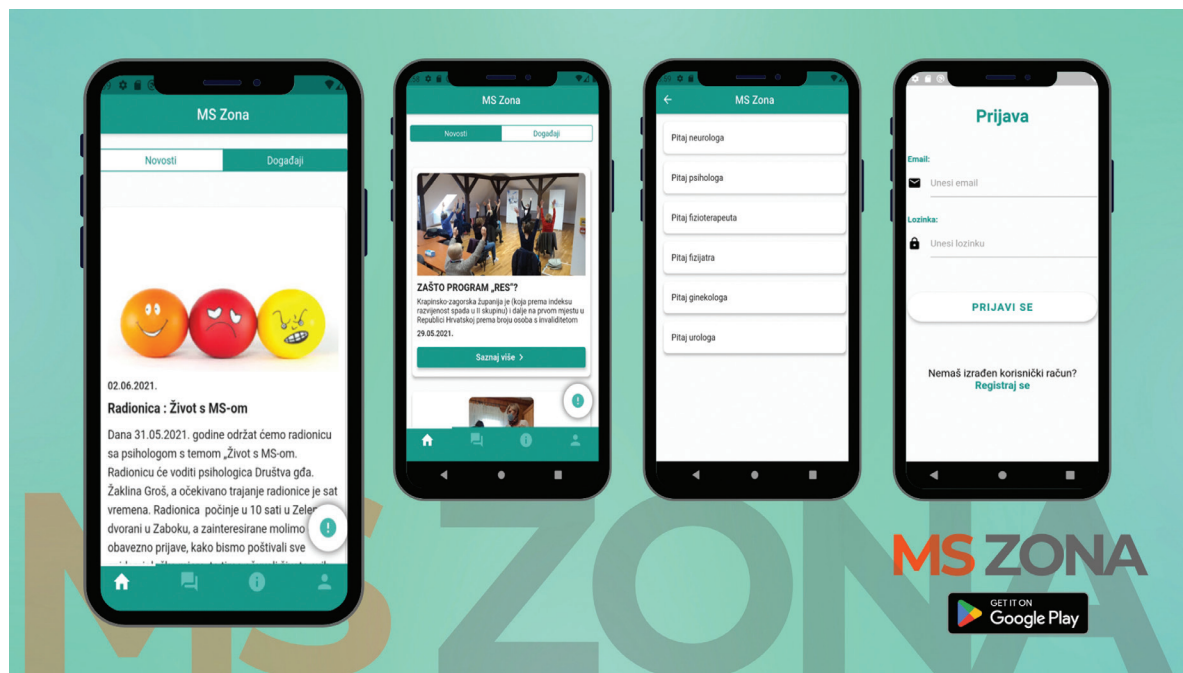 MS Zona
Novosti Događaji
02.06.2021.
Radionica : Život s MS-om
Dana 31.05.2021. godine održat ćemo radionicu
sa psihologom s temom „Život s MS-om.
Radionicu će voditi psihologica Društva gđa.
Žaklina Groš, a očekivano trajanje radionice je sat
vremena. Radionica počinje u 10 sati u
dvorani u Zaboku, a zainteresirane molimo
obavezno prijave, kako bismo poštivali sve
MS Zona
Novosti Događaji
ZAŠTO PROGRAM „RES“?
Krapinsko-zagorska županija je (koja prema indeksu
razvijenost spada u II skupinu) i dalje na prvom mjestu u
Republici Hrvatskoj prema broju osoba s invaliditetom
29.05.2021.
Saznaj više >
MS Zona
Pitaj neurologa
Pitaj psihologa
Pitaj fizioterapeuta
Pitaj fizijatra
Pitaj ginekologa
Pitaj urologa
Prijava
Email:
Unesi email
Lozinka:
Unesi lozinku
PRIJAVI SE
Nemaš izrađen korisnički račun?
Registraj se
MS ZONA
GET IT ON
Google Play
MS ZONA